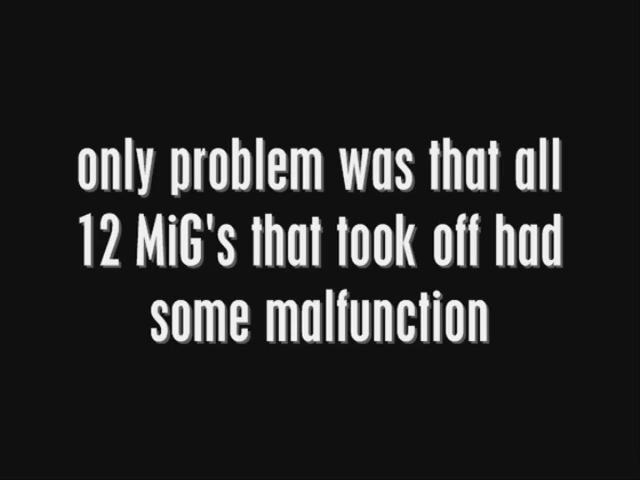 only problem was that all
12 MiG's that took off had
some malfunction